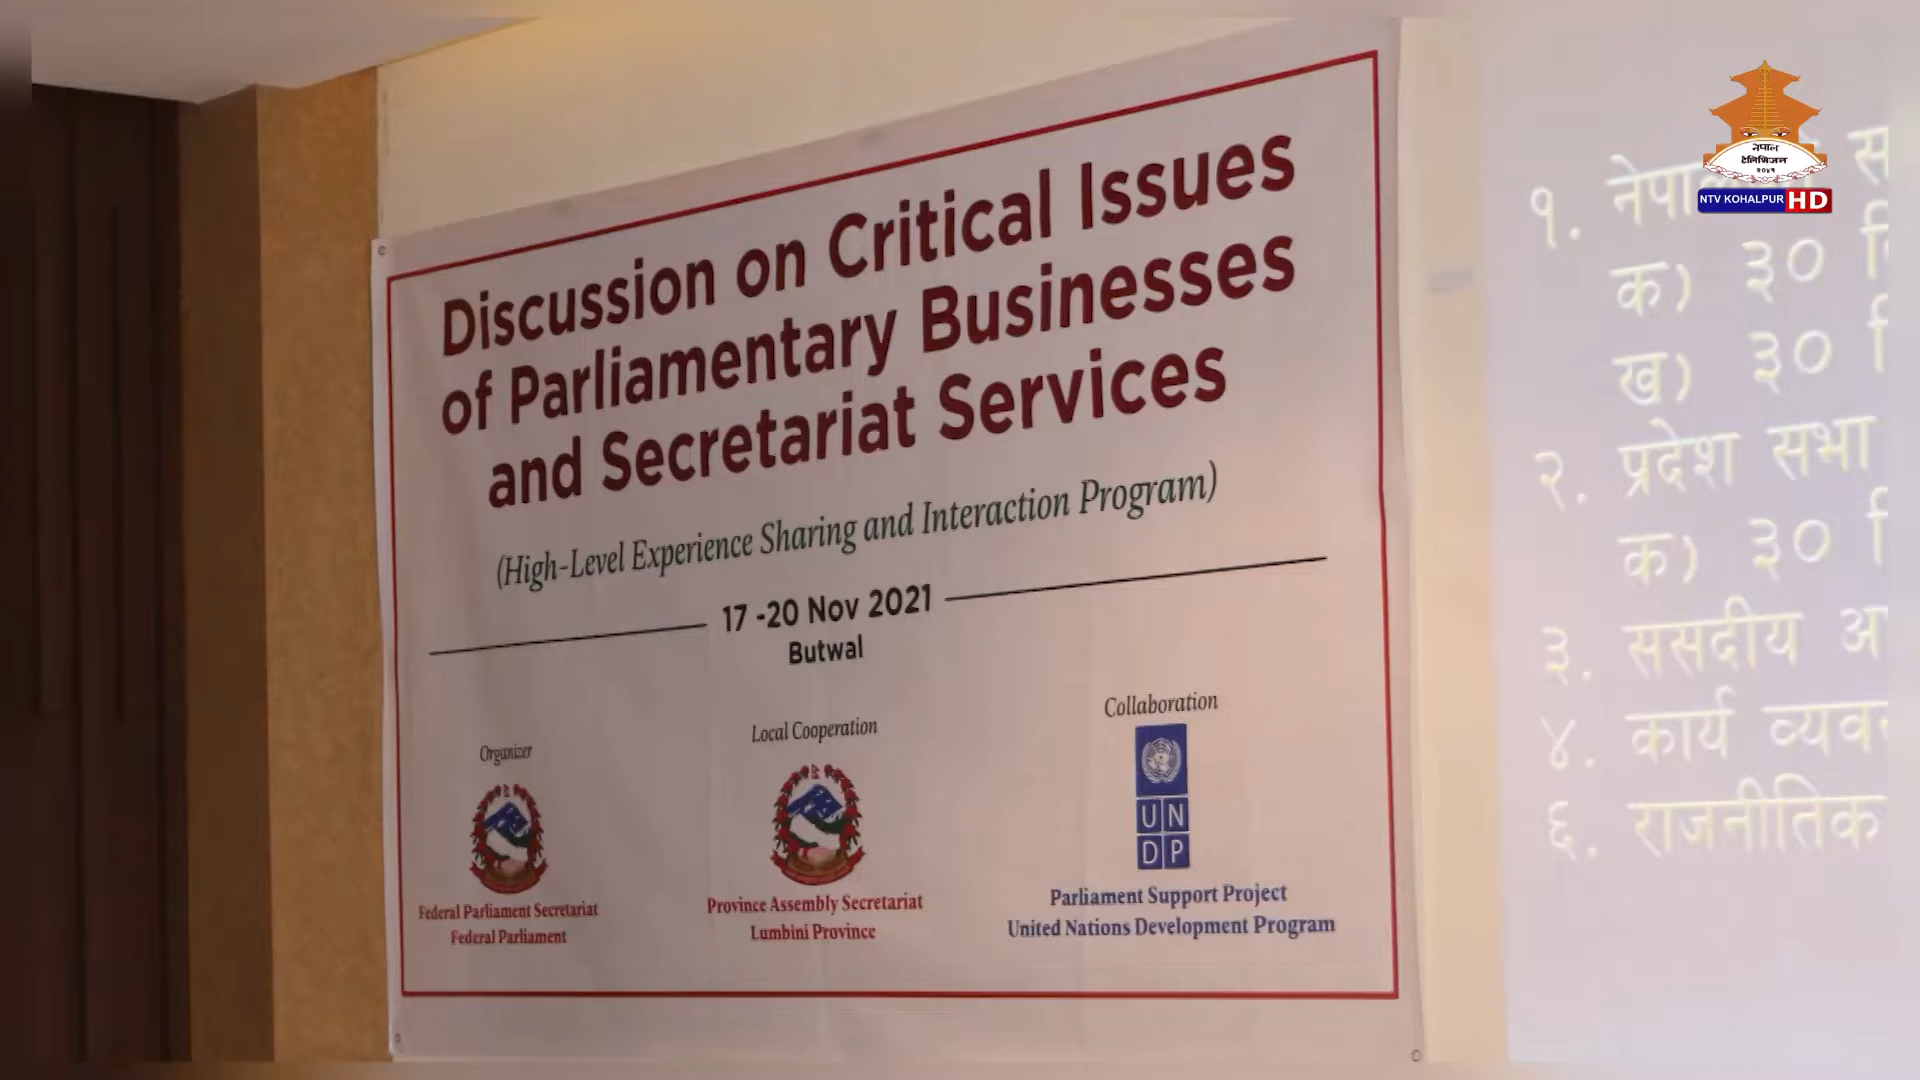 Discussion on Critical Issues
of Parliamentary Businesses
and Secretariat Services
(High-Level Experience Sharing and Interaction Program)
17 -20 Nov 2021
Butwal
Organizer
Federal Parliament Secretariat
Federal Parliament
Local Cooperation
Province Assembly Secretariat
Lumbini Province
Collaboration
UN
DP
Parliament Support Project
United Nations Development Program
नेपाल
टेलिभिजन
२०४१
NTV KOHALPUR HD
१.
क) ३०
ख) ३०
२. प्रदेश सभा
क) ३०
३. ससदीय
४. कार्य
६. राजनीतिक